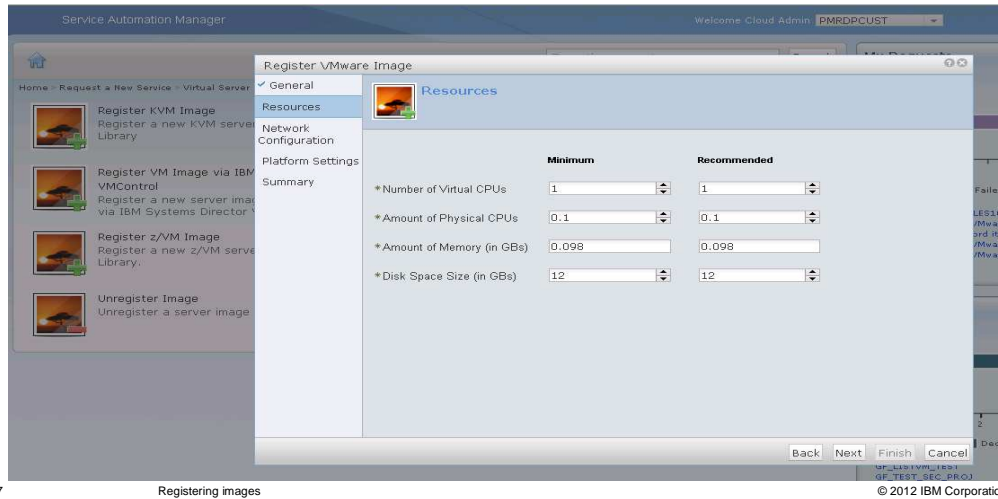 Service Automation Manager
Welcome Cloud Admin PMRDPCUST
Home > Request a New Service > Virtual Server
Register KVM Image
Register a new KVM server
Library
Register VM Image via IBM
VMControl
Register a new server
via IBM Systems Director
Register z/VM Image
Register a new z/VM
Library.
Unregister Image
Unregister a server image
Register VMware Image
General
Resources
Network
Configuration
Platform Settings
Summary
Resources
Minimum Recommended
*Number of Virtual CPUs 1 1
*Amount of Physical CPUs 0.1 0.1
*Amount of Memory (in GBs) 0.098 0.098
*Disk Space Size (in GBs) 12 12
Back Next Finish Cancel
GF_TEST_SEC_PROJ
Registering images
© 2012 IBM Corporatio